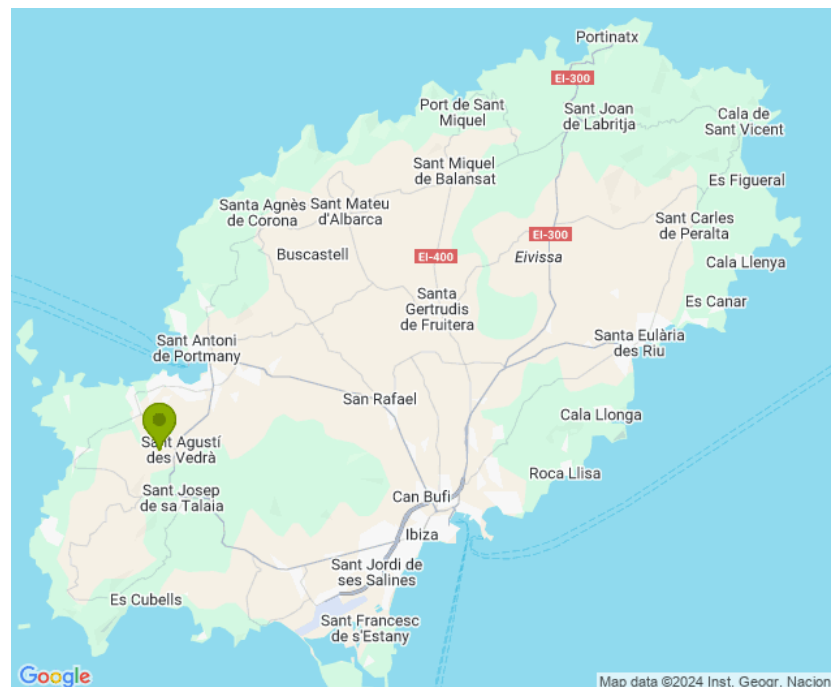 Portinatx
EI-300
Port de Sant
Miquel
Sant Joan
de Labritja
Cala de
Sant Vicent
Sant Miquel
de Balansat
Es Figueral
Santa Agnès
de Corona
Sant Mateu
d'Albarca
Sant Carles
de Peralta
EI-300
Buscastell
EI-400
Eivissa
Cala Llenya
Santa
Gertrudis
de Fruitera
Es Canar
Sant Antoni
de Portmany
Santa Eulària
des Riu
San Rafael
Cala Llonga
Sant Agustí
des Vedrà
Roca Llisa
Sant Josep
de sa Talaia
Can Bufi
Ibiza
Sant Jordi de
ses Salines
Es Cubells
Sant Francesc
de s'Estany
Google
Map data ©2024 Inst. Geogr. Nacion